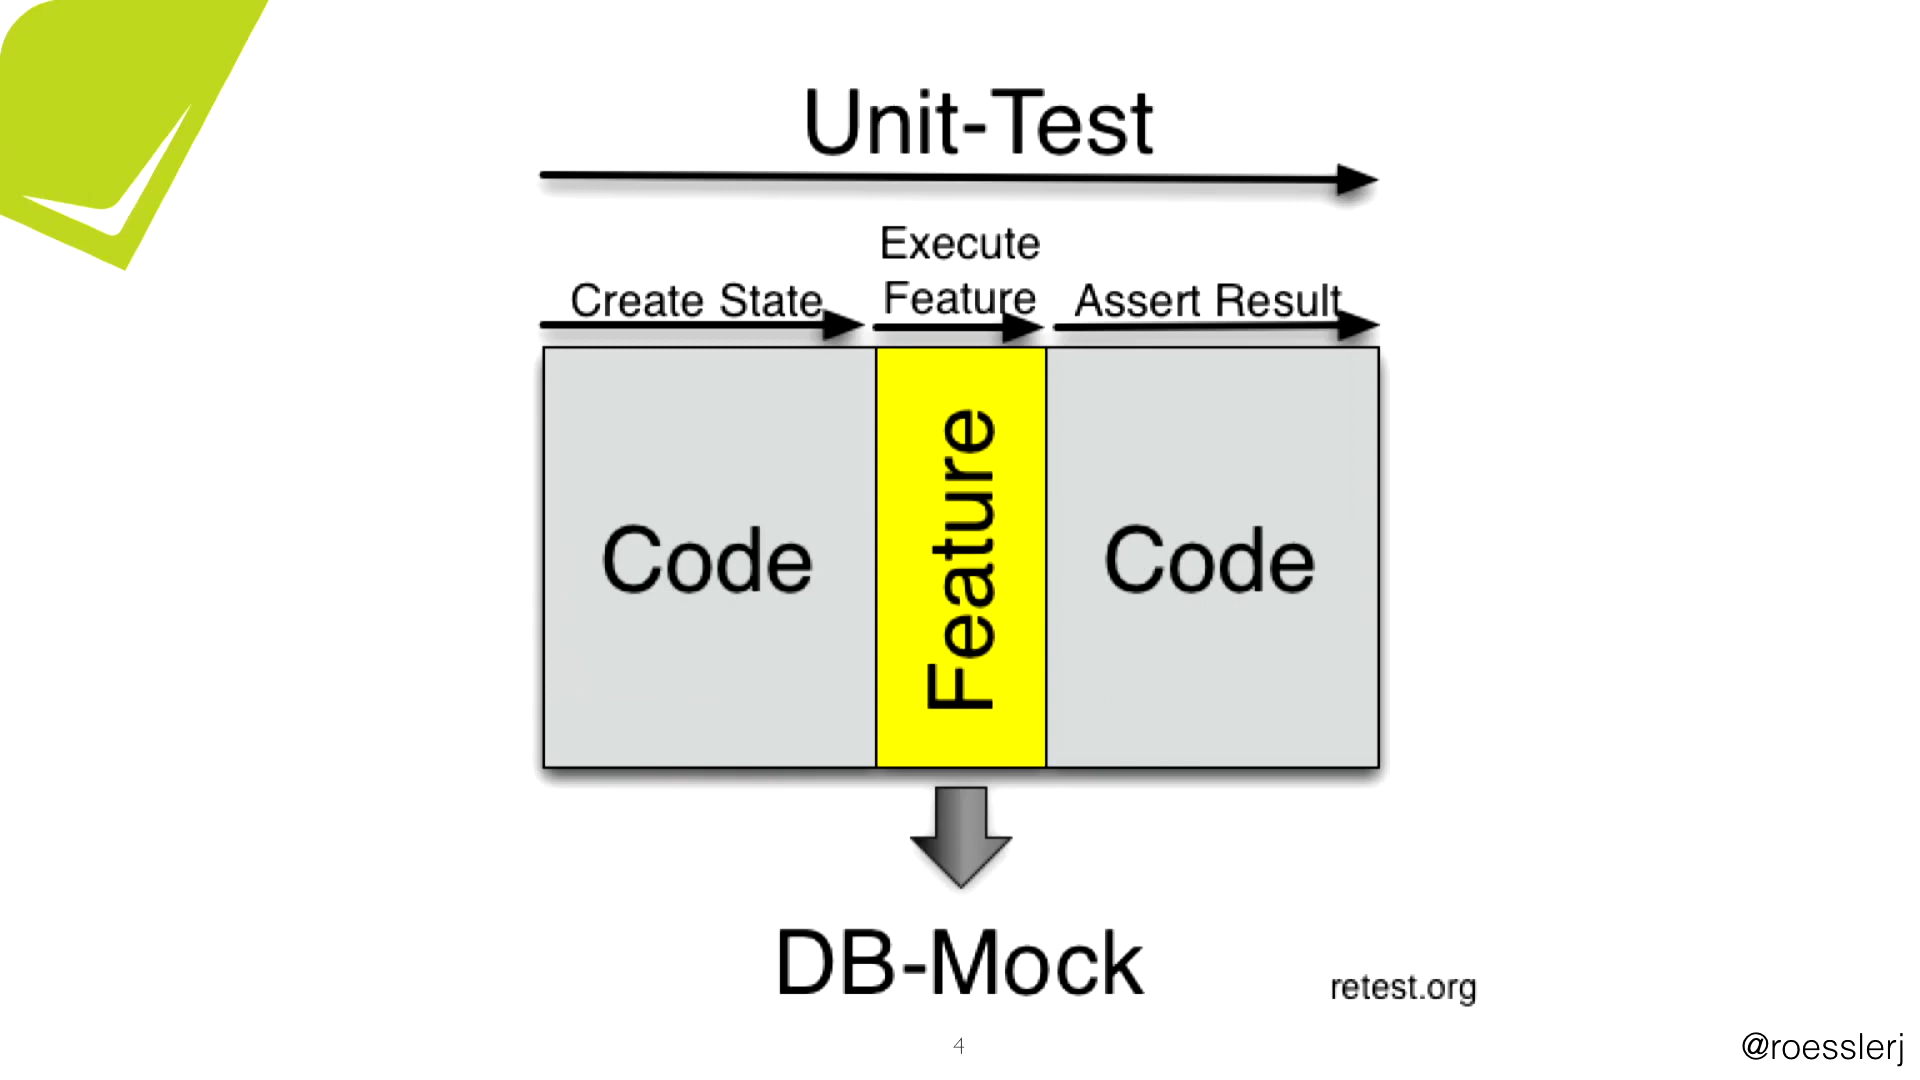 Unit-Test
Execute
Create State Feature Assert Result
Code Feature Code
DB-Mock
retest.org
4
@roesslerj